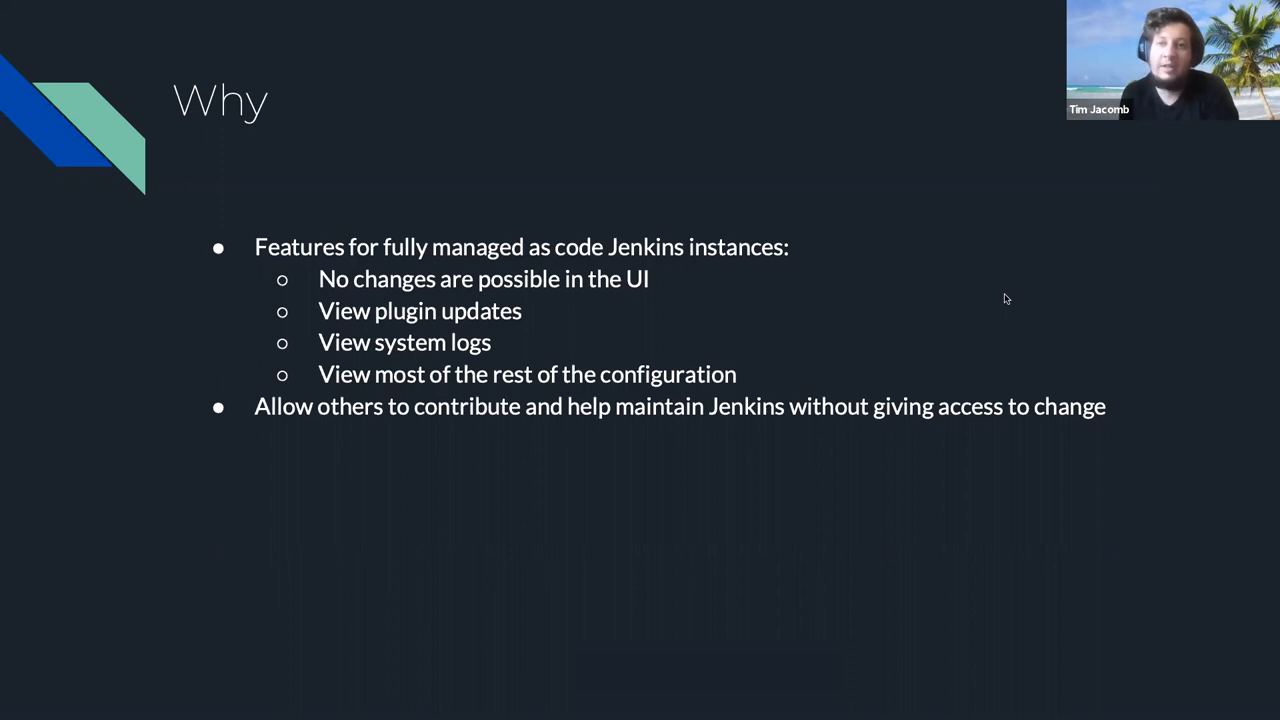 Why
Tim Jacomb
● Features for fully managed as code Jenkins instances:
○ No changes are possible in the UI
○ View plugin updates
○ View system logs
○ View most of the rest of the configuration
● Allow others to contribute and help maintain Jenkins without giving access to change